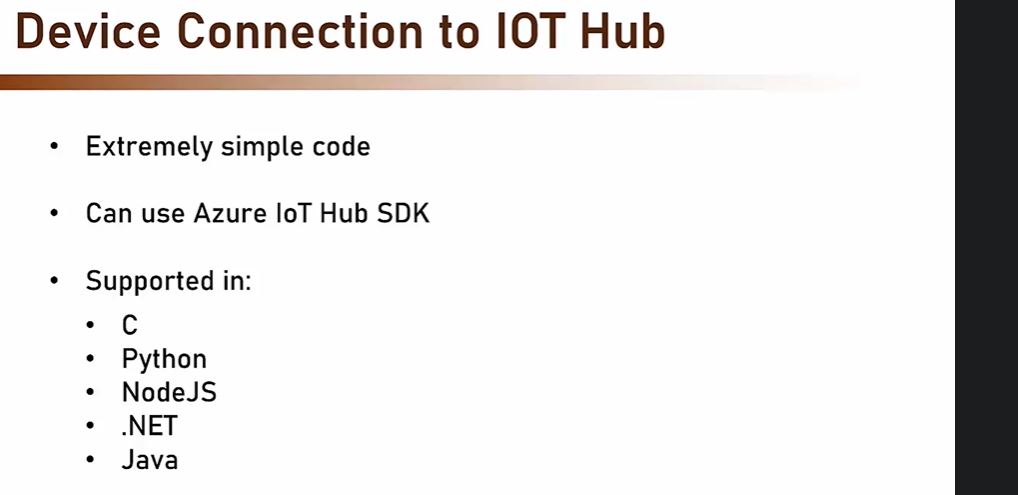 Device Connection to IOT Hub
• Extremely simple code
• Can use Azure IoT Hub SDK
• Supported in:
• C
• Python
• NodeJS
• .NET
• Java